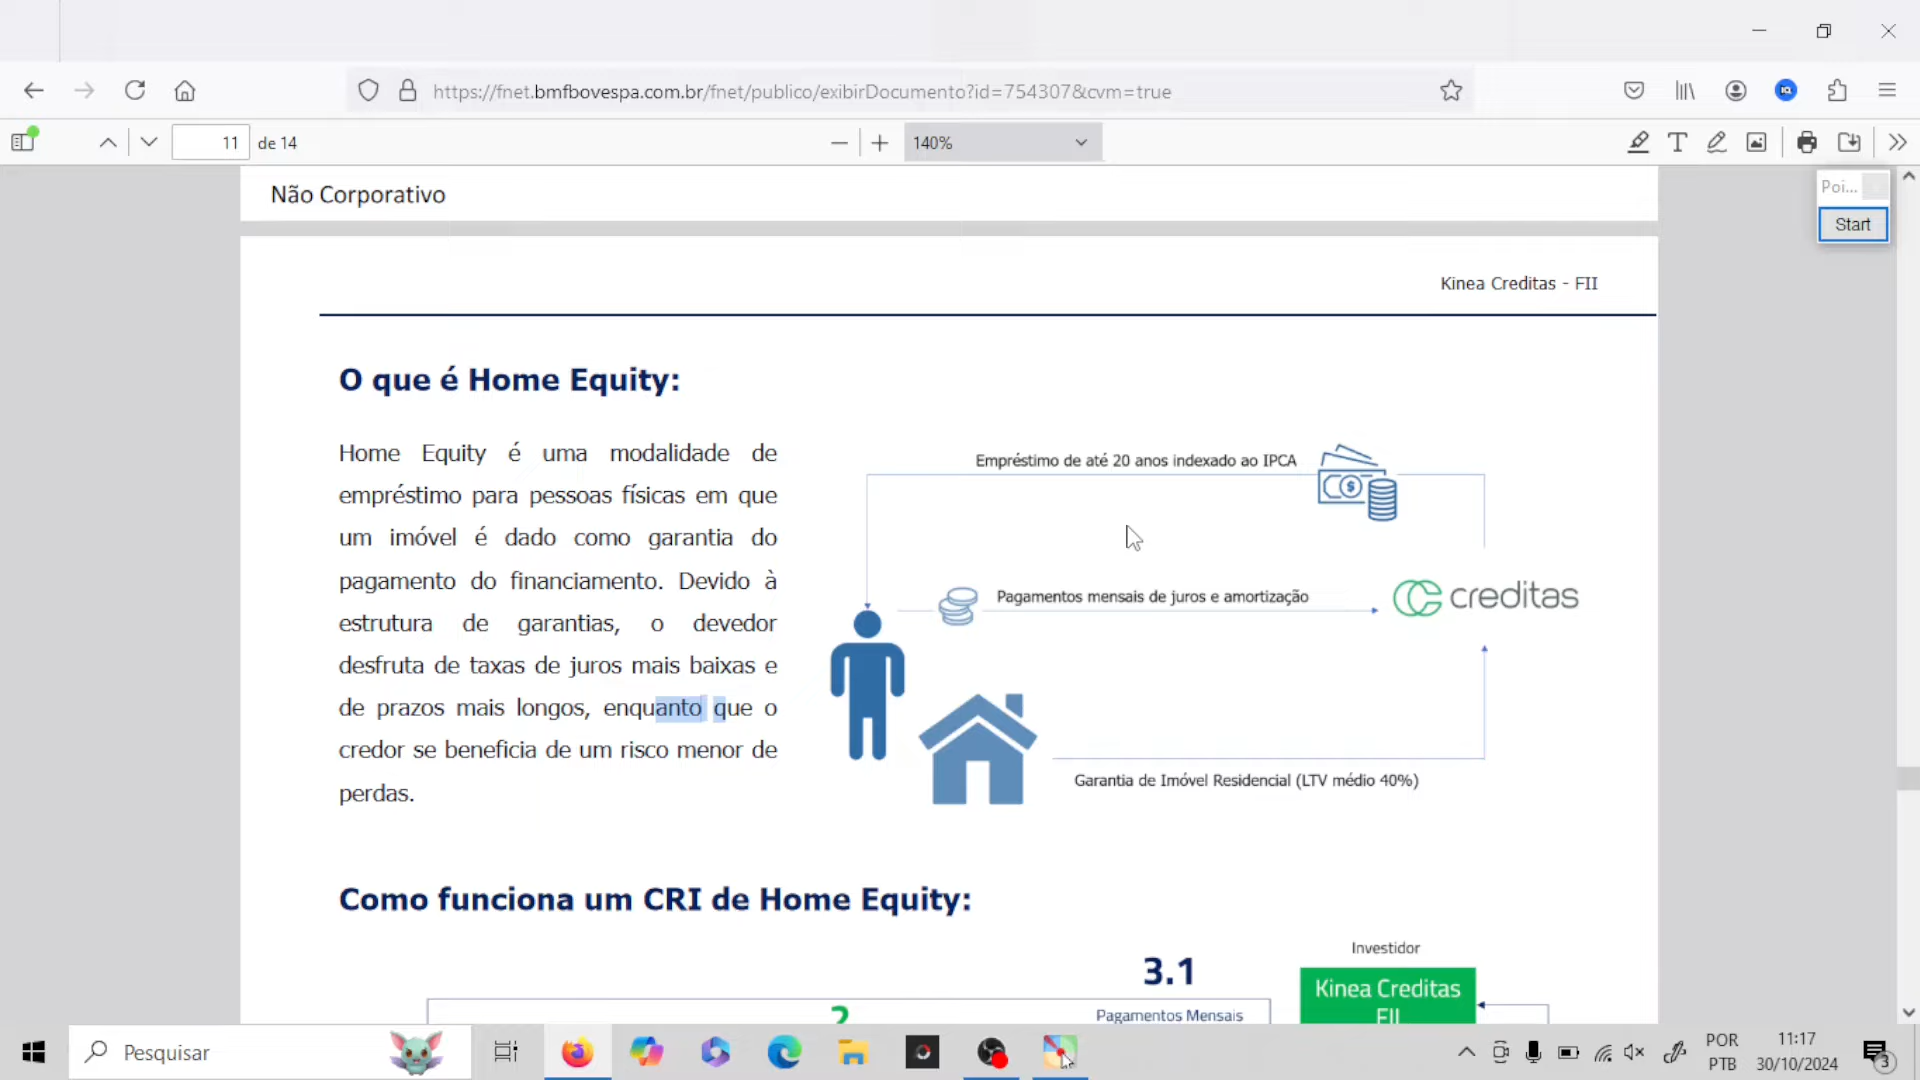 https://fnet.bmfbovespa.com.br/fnet/publico/exibirDocumento?id=754307&cvm=true
11 de 14
140%
Não Corporativo
Poi...
Start
Kinea Creditas - FII
O que é Home Equity:
Home Equity é uma modalidade de
empréstimo para pessoas físicas em que
um imóvel é dado como garantia do
pagamento do financiamento. Devido à
estrutura de garantias, o devedor
desfruta de taxas de juros mais baixas e
de prazos mais longos, enquanto que o
credor se beneficia de um risco menor de
perdas.
Empréstimo de até 20 anos indexado ao IPCA
Pagamentos mensais de juros e amortização
creditas
Garantia de Imóvel Residencial (LTV médio 40%)
Como funciona um CRI de Home Equity:
Investidor
3.1
Kinea Creditas
FII
2
Pagamentos Mensais
Pesquisar
POR
PTB
11:17
30/10/2024
3